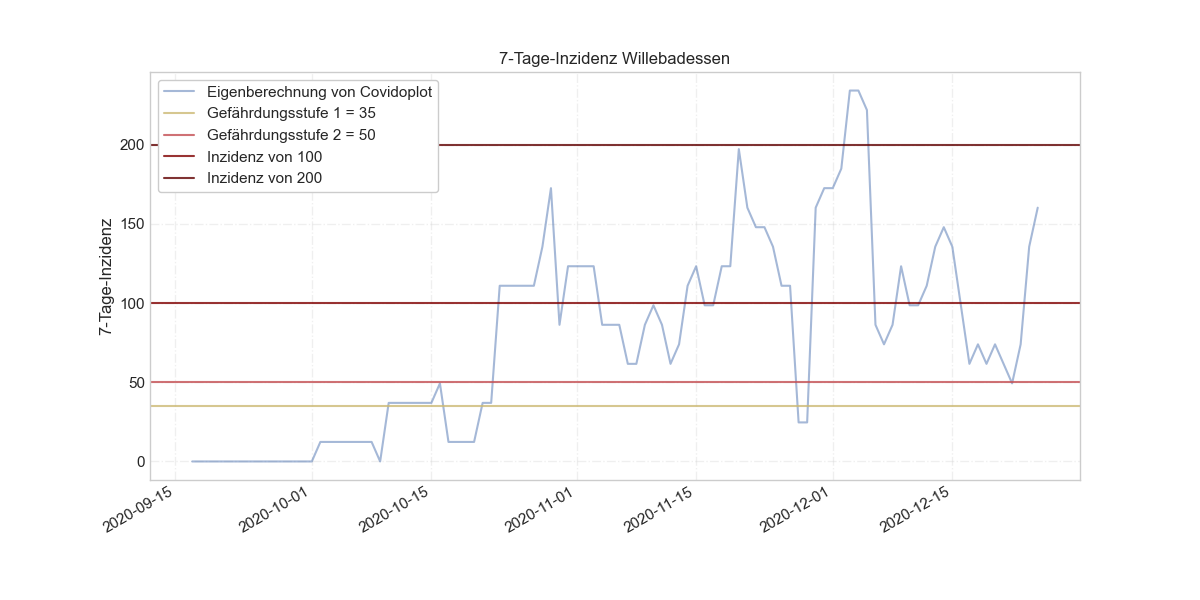 7-Tage-Inzidenz Willebadessen
Eigenberechnung von Covidoplot
Gefährdungsstufe 1 = 35
Gefährdungsstufe 2 = 50
Inzidenz von 100
Inzidenz von 200
7-Tage-Inzidenz
200
150
100
50
0
2020-09-15
2020-10-01
2020-10-15
2020-11-01
2020-11-15
2020-12-01
2020-12-15